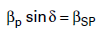 βp sin δ = βSP